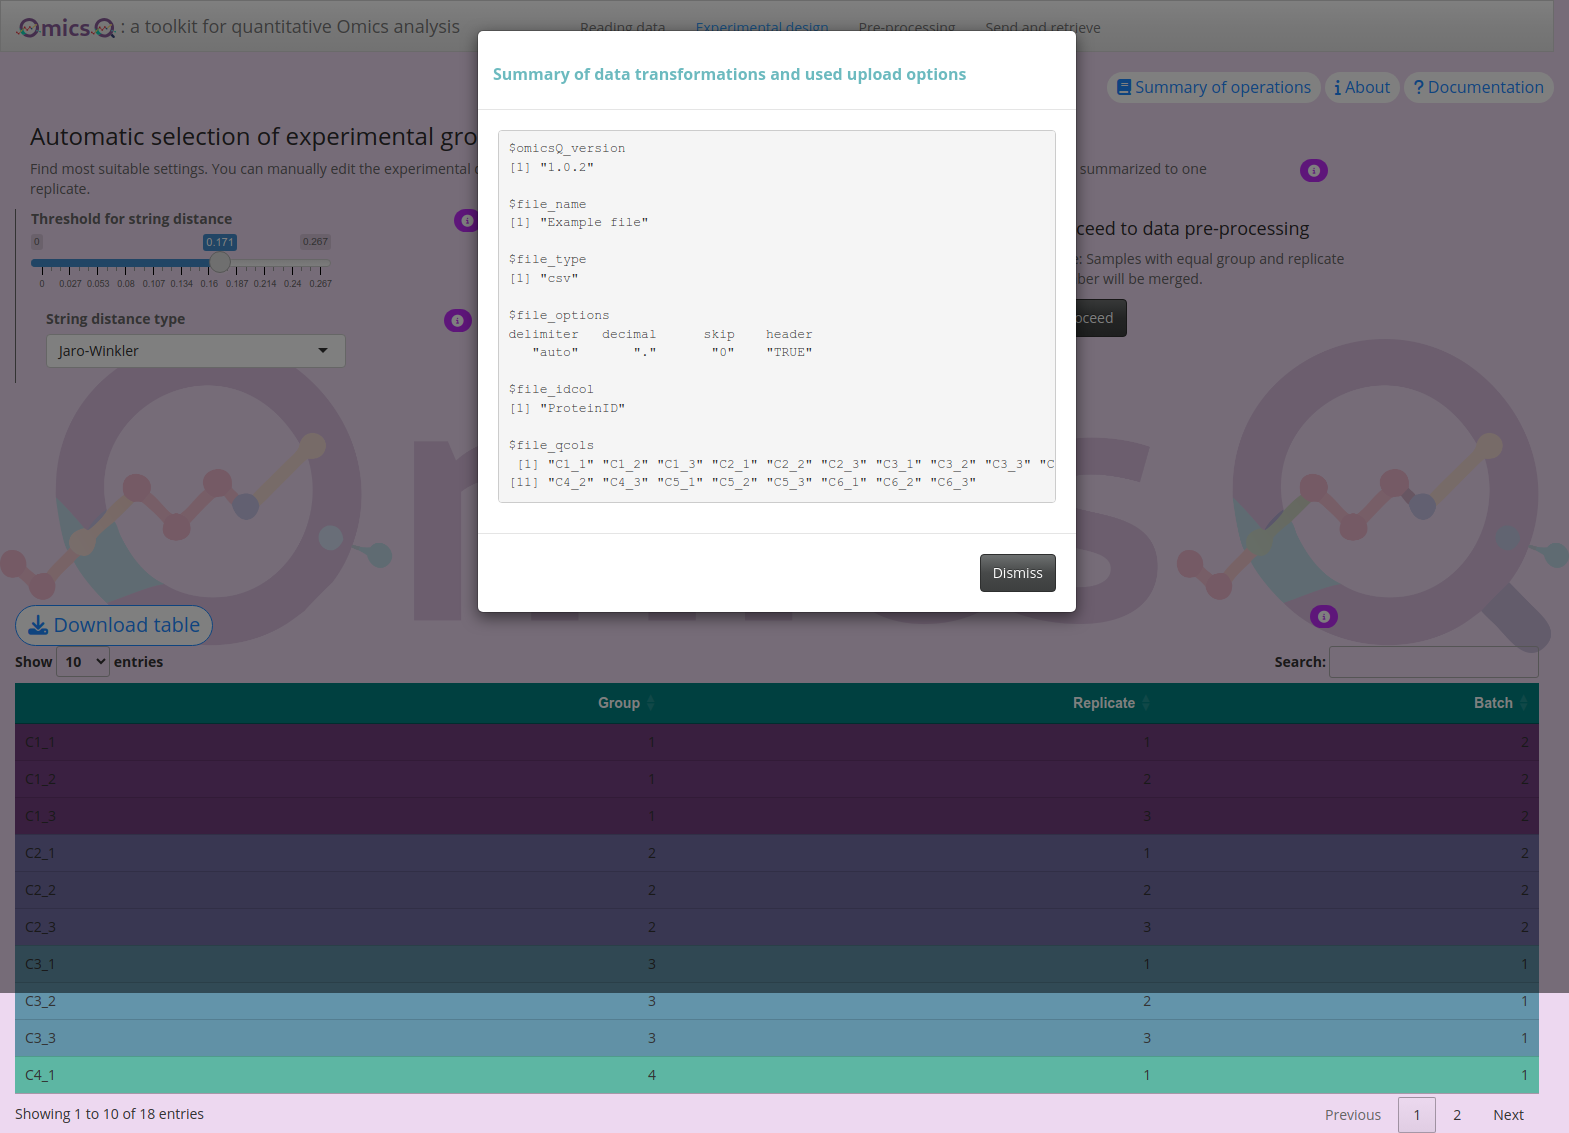 OmicsQ : a toolkit for quantitative Omics analysis
Reading data Experimental design Pre-processing Send and retrieve
Summary of operations About Documentation
Summary of data transformations and used upload options
$omicsQ_version
[1] "1.0.2"
$file_name
[1] "Example file"
$file_type
[1] "csv"
$file_options
delimiter decimal skip header
"auto" "." "0" "TRUE"
$file_idcol
[1] "ProteinID"
$file_qcols
[1] "C1_1" "C1_2" "C1_3" "C2_1" "C2_2" "C2_3" "C3_1" "C3_2" "C3_3" "C
[11] "C4_2" "C4_3" "C5_1" "C5_2" "C5_3" "C6_1" "C6_2" "C6_3"
Dismiss
Automatic selection of experimental gro
Find most suitable settings. You can manually edit the experimental
replicate.
summarized to one
Threshold for string distance
0 0.171 0.267
0 0.027 0.053 0.08 0.107 0.134 0.16 0.187 0.214 0.24 0.267
String distance type
Jaro-Winkler
ceed to data pre-processing
: Samples with equal group and replicate
ber will be merged.
oceed
Download table
Show 10 entries
Search:
Group Replicate Batch
C1_1 1 1 2
C1_2 1 2 2
C1_3 1 3 2
C2_1 2 1 2
C2_2 2 2 2
C2_3 2 3 2
C3_1 3 1 1
C3_2 3 2 1
C3_3 3 3 1
C4_1 4 1 1
Showing 1 to 10 of 18 entries
Previous 1 2 Next